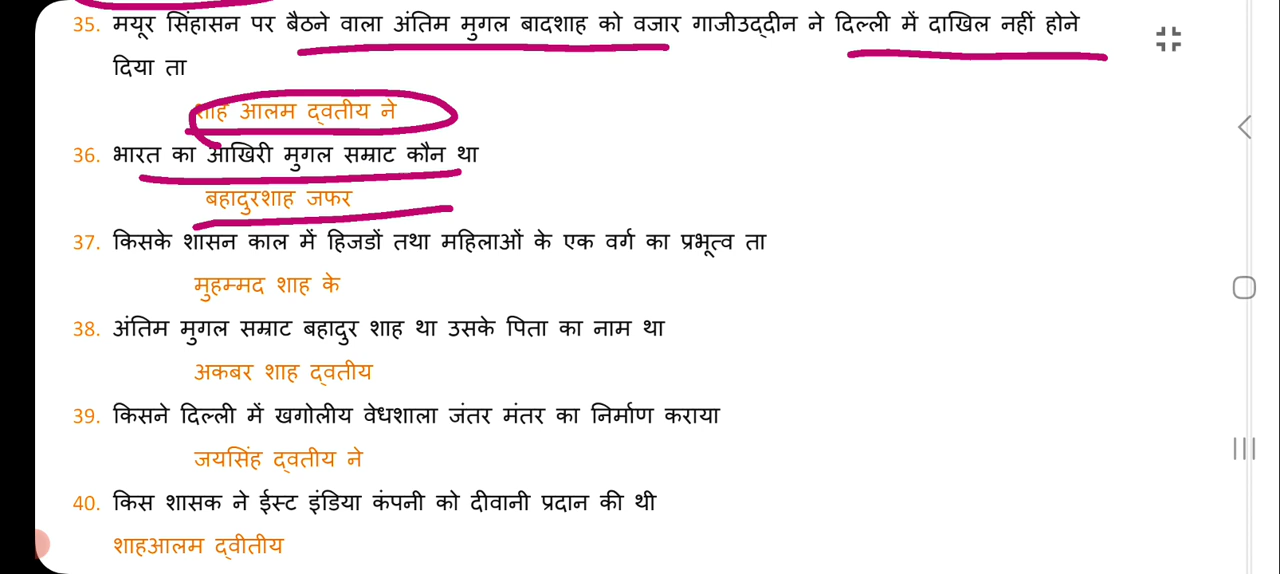 35. मयूर सिंहासन पर बैठने वाला अंतिम मुगल बादशाह को वजार गाजीउद्दीन ने दिल्ली में दाखिल नहीं होने
दिया ता
शाह आलम द्वतीय ने
36. भारत का आखिरी मुगल सम्राट कौन था
बहादुरशाह जफर
37. किसके शासन काल में हिजडों तथा महिलाओं के एक वर्ग का प्रभूत्व ता
मुहम्मद शाह के
38. अंतिम मुगल सम्राट बहादुर शाह था उसके पिता का नाम था
अकबर शाह द्वतीय
39. किसने दिल्ली में खगोलीय वेधशाला जंतर मंतर का निर्माण कराया
जयसिंह द्वतीय ने
40. किस शासक ने ईस्ट इंडिया कंपनी को दीवानी प्रदान की थी
शाहआलम द्वीतीय